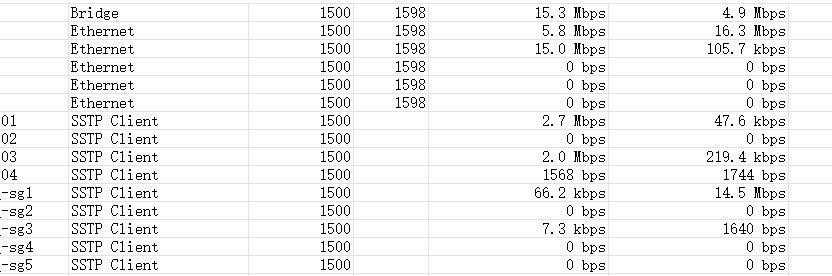 Bridge 1500 1598 15.3 Mbps 4.9 Mbps
Ethernet 1500 1598 5.8 Mbps 16.3 Mbps
Ethernet 1500 1598 15.0 Mbps 105.7 kbps
Ethernet 1500 1598 0 bps 0 bps
Ethernet 1500 1598 0 bps 0 bps
Ethernet 1500 1598 0 bps 0 bps
01 SSTP Client 1500 2.7 Mbps 47.6 kbps
02 SSTP Client 1500 0 bps 0 bps
03 SSTP Client 1500 2.0 Mbps 219.4 kbps
04 SSTP Client 1500 1568 bps 1744 bps
-sg1 SSTP Client 1500 66.2 kbps 14.5 Mbps
-sg2 SSTP Client 1500 0 bps 0 bps
-sg3 SSTP Client 1500 7.3 kbps 1640 bps
-sg4 SSTP Client 1500 0 bps 0 bps
-sg5 SSTP Client 1500 0 bps 0 bps